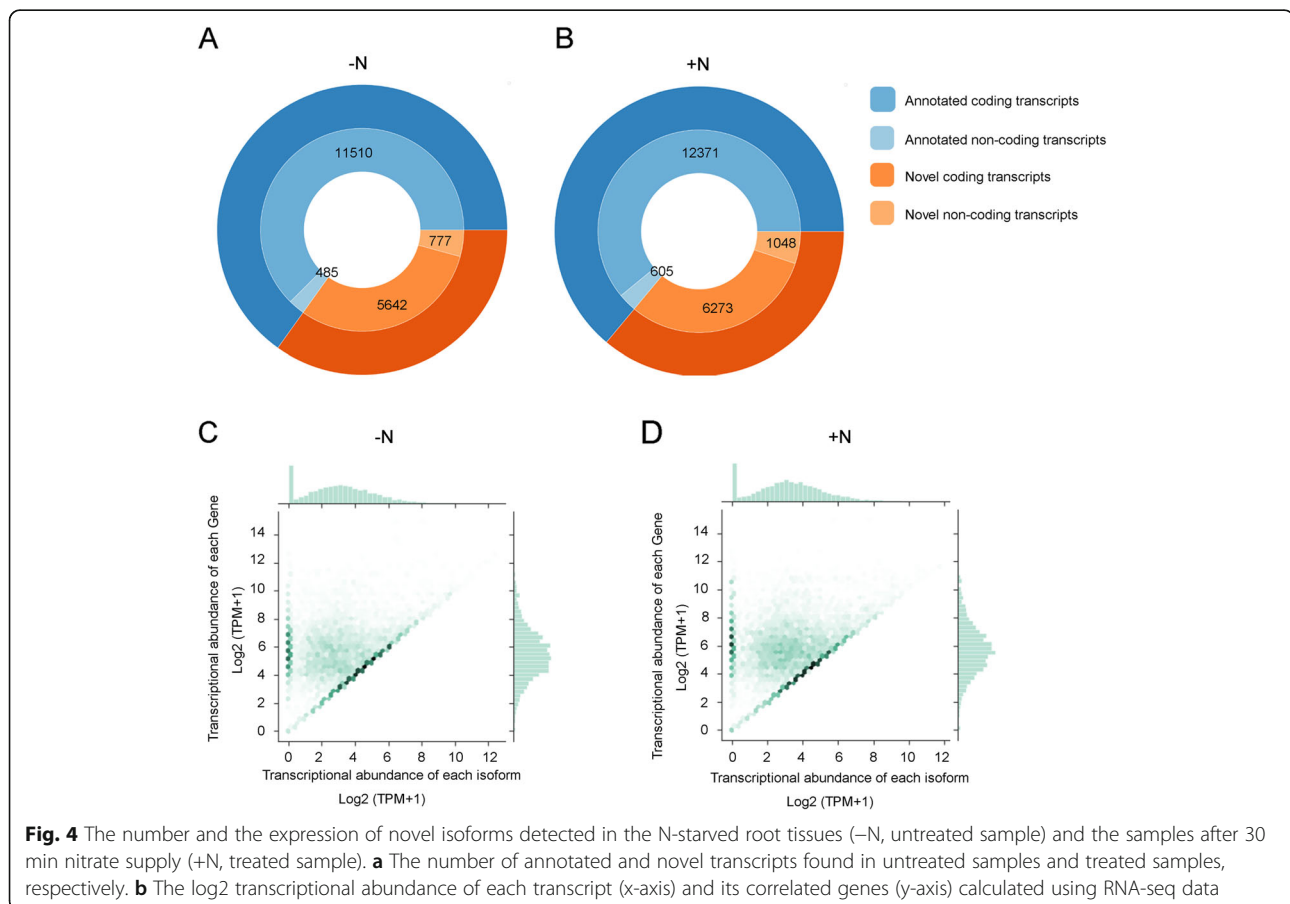 A
-N
11510
777
485
5642
B
+N
12371
1048
605
6273
Annotated coding transcripts
Annotated non-coding transcripts
Novel coding transcripts
Novel non-coding transcripts
C
-N
Transcriptional abundance of each Gene
Log2 (TPM+1)
14
12
10
8
6
4
2
0
0 2 4 6 8 10 12
Transcriptional abundance of each isoform
Log2 (TPM+1)
D
+N
Transcriptional abundance of each Gene
Log2 (TPM+1)
14
12
10
8
6
4
2
0
0 2 4 6 8 10 12
Transcriptional abundance of each isoform
Log2 (TPM+1)
Fig. 4 The number and the expression of novel isoforms detected in the N-starved root tissues (−N, untreated sample) and the samples after 30
min nitrate supply (+N, treated sample). a The number of annotated and novel transcripts found in untreated samples and treated samples,
respectively. b The log2 transcriptional abundance of each transcript (x-axis) and its correlated genes (y-axis) calculated using RNA-seq data